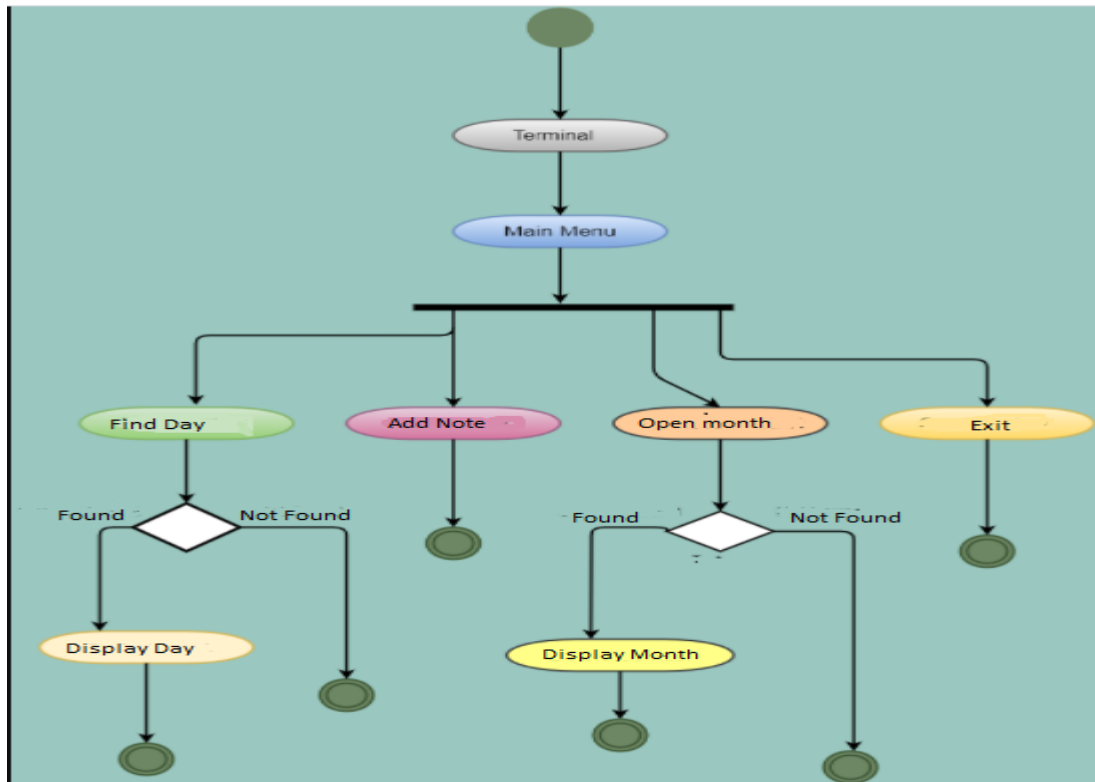 Terminal
Main Menu
Find Day
Add Note
Open month
Exit
Found
Not Found
Found
Not Found
Display Day
Display Month